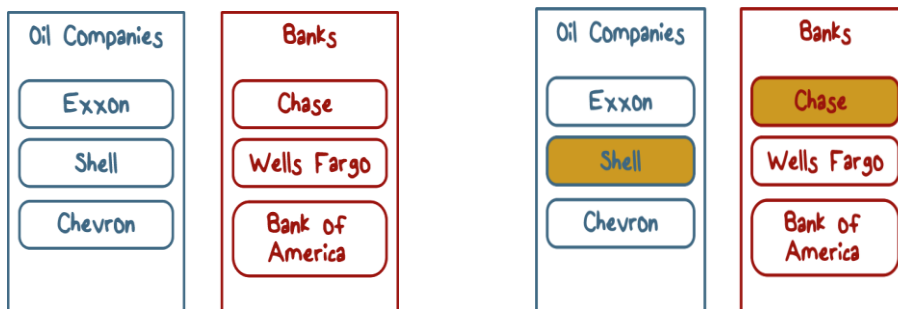 Oil Companies
Exxon
Shell
Chevron
Banks
Chase
Wells Fargo
Bank of
America
Oil Companies
Exxon
Shell
Chevron
Banks
Chase
Wells Fargo
Bank of
America